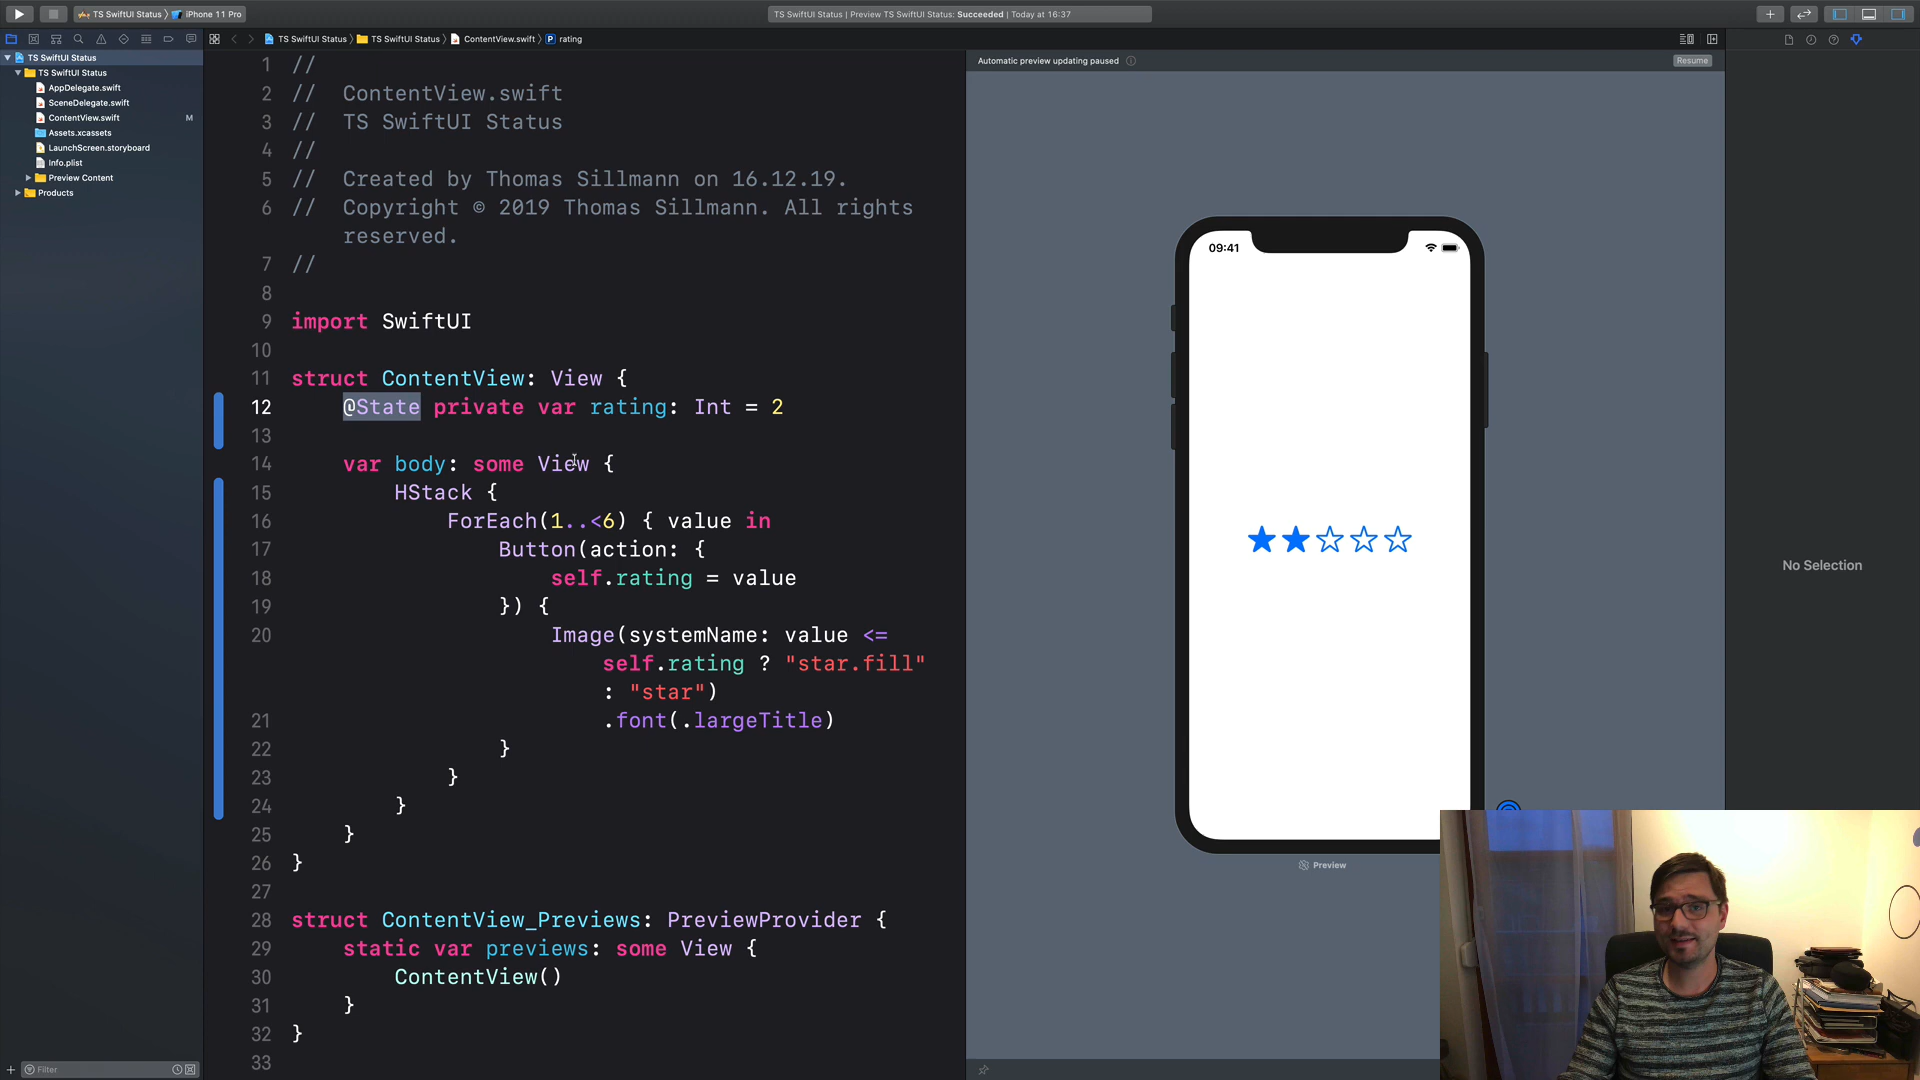 TS SwiftUI Status
iPhone 11 Pro
TS SwiftUI Status | Preview TS SwiftUI Status: Succeeded | Today at 16:37
TS SwiftUI Status
TS SwiftUI Status
ContentView.swift
P
rating
TS SwiftUI Status
TS SwiftUI Status
AppDelegate.swift
SceneDelegate.swift
ContentView.swift
M
Assets.xcassets
LaunchScreen.storyboard
Info.plist
Preview Content
Products
Filter
1 //
2 // ContentView.swift
3 // TS SwiftUI Status
4 //
5 // Created by Thomas Sillmann on 16.12.19.
6 // Copyright © 2019 Thomas Sillmann. All rights
reserved.
7 //
8
9 import SwiftUI
10
11 struct ContentView: View {
12 @State private var rating: Int = 2
13
14 var body: some View {
15 HStack {
16 ForEach(1..<6) { value in
17 Button(action: {
18 self.rating = value
19 }) {
20 Image(systemName: value <=
self.rating ? "star.fill"
: "star")
21 .font(.largeTitle)
22 }
23 }
24 }
25 }
26 }
27
28 struct ContentView_Previews: PreviewProvider {
29 static var previews: some View {
30 ContentView()
31 }
32 }
33
Automatic preview updating paused
Resume
09:41
Preview
No Selection